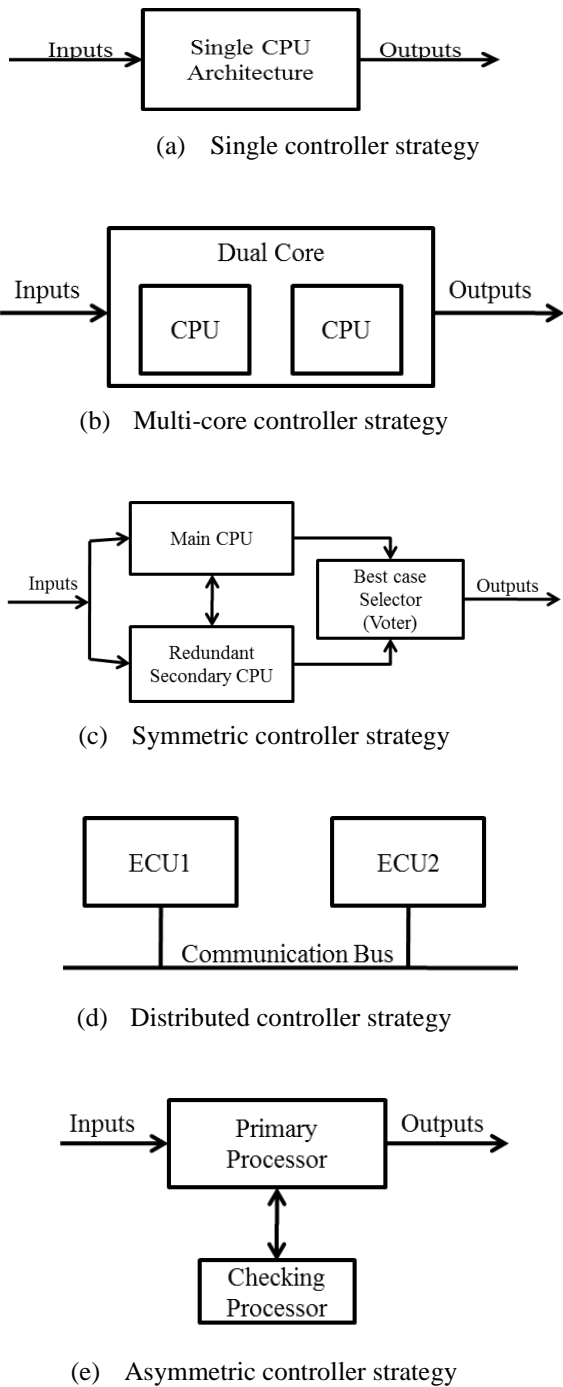 Inputs
Single CPU
Architecture
Outputs
(a) Single controller strategy
Dual Core
Inputs
CPU
CPU
Outputs
(b) Multi-core controller strategy
Main CPU
Inputs
Best case
Selector
(Voter)
Outputs
Redundant
Secondary CPU
(c) Symmetric controller strategy
ECU1
ECU2
Communication Bus
(d) Distributed controller strategy
Inputs
Primary
Processor
Outputs
Checking
Processor
(e) Asymmetric controller strategy